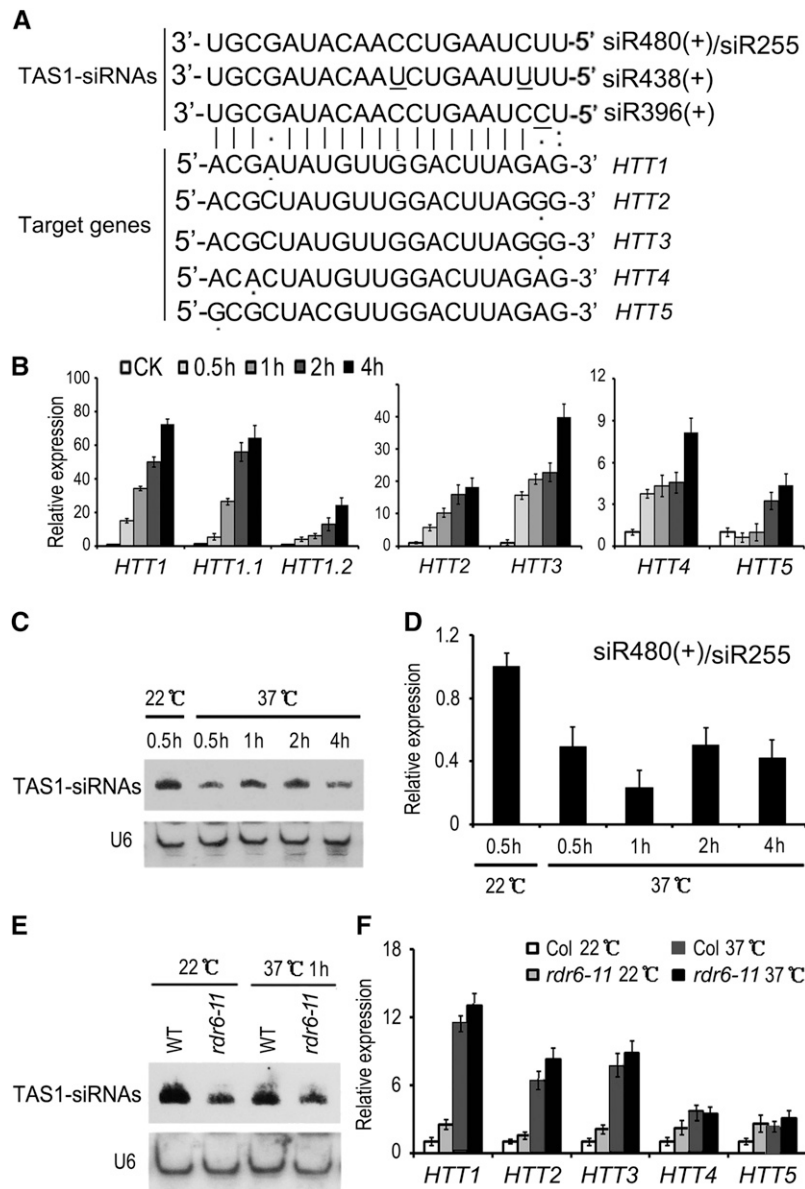 A
TAS1-siRNAs
3’- UGCGAUACAACCUGAAUCUU-5’ siR480(+)/siR255
3’- UGCGAUACAAUCUGAAUUUU-5’ siR438(+)
3’- UGCGAUACAACCUGAAUCCU-5’ siR396(+)
Target genes
5’-ACGAUAUGUUGGACUUAGAG-3’ HTT1
5’-ACGCUAUGUUGGACUUAGGG-3’ HTT2
5’-ACGCUAUGUUGGACUUAGGG-3’ HTT3
5’-ACACUAUGUUGGACUUAGAG-3’ HTT4
5’-GCGCUACGUUGGACUUAGAG-3’ HTT5
B
CK 0.5h 1h 2h 4h
Relative expression
100
80
60
40
20
0
HTT1 HTT1.1 HTT1.2
50
40
30
20
10
0
HTT2 HTT3
12
9
6
3
0
HTT4 HTT5
C
22 ℃ 37 ℃
0.5h 0.5h 1h 2h 4h
TAS1-siRNAs
U6
D
siR480(+)/siR255
Relative expression
1.2
0.8
0.4
0
0.5h 0.5h 1h 2h 4h
22 ℃ 37 ℃
E
22 ℃ 37 ℃ 1h
WT rdr6-11 WT rdr6-11
TAS1-siRNAs
U6
F
Col 22 ℃ Col 37 ℃
rdr6-11 22 ℃ rdr6-11 37 ℃
Relative expression
18
12
6
0
HTT1 HTT2 HTT3 HTT4 HTT5